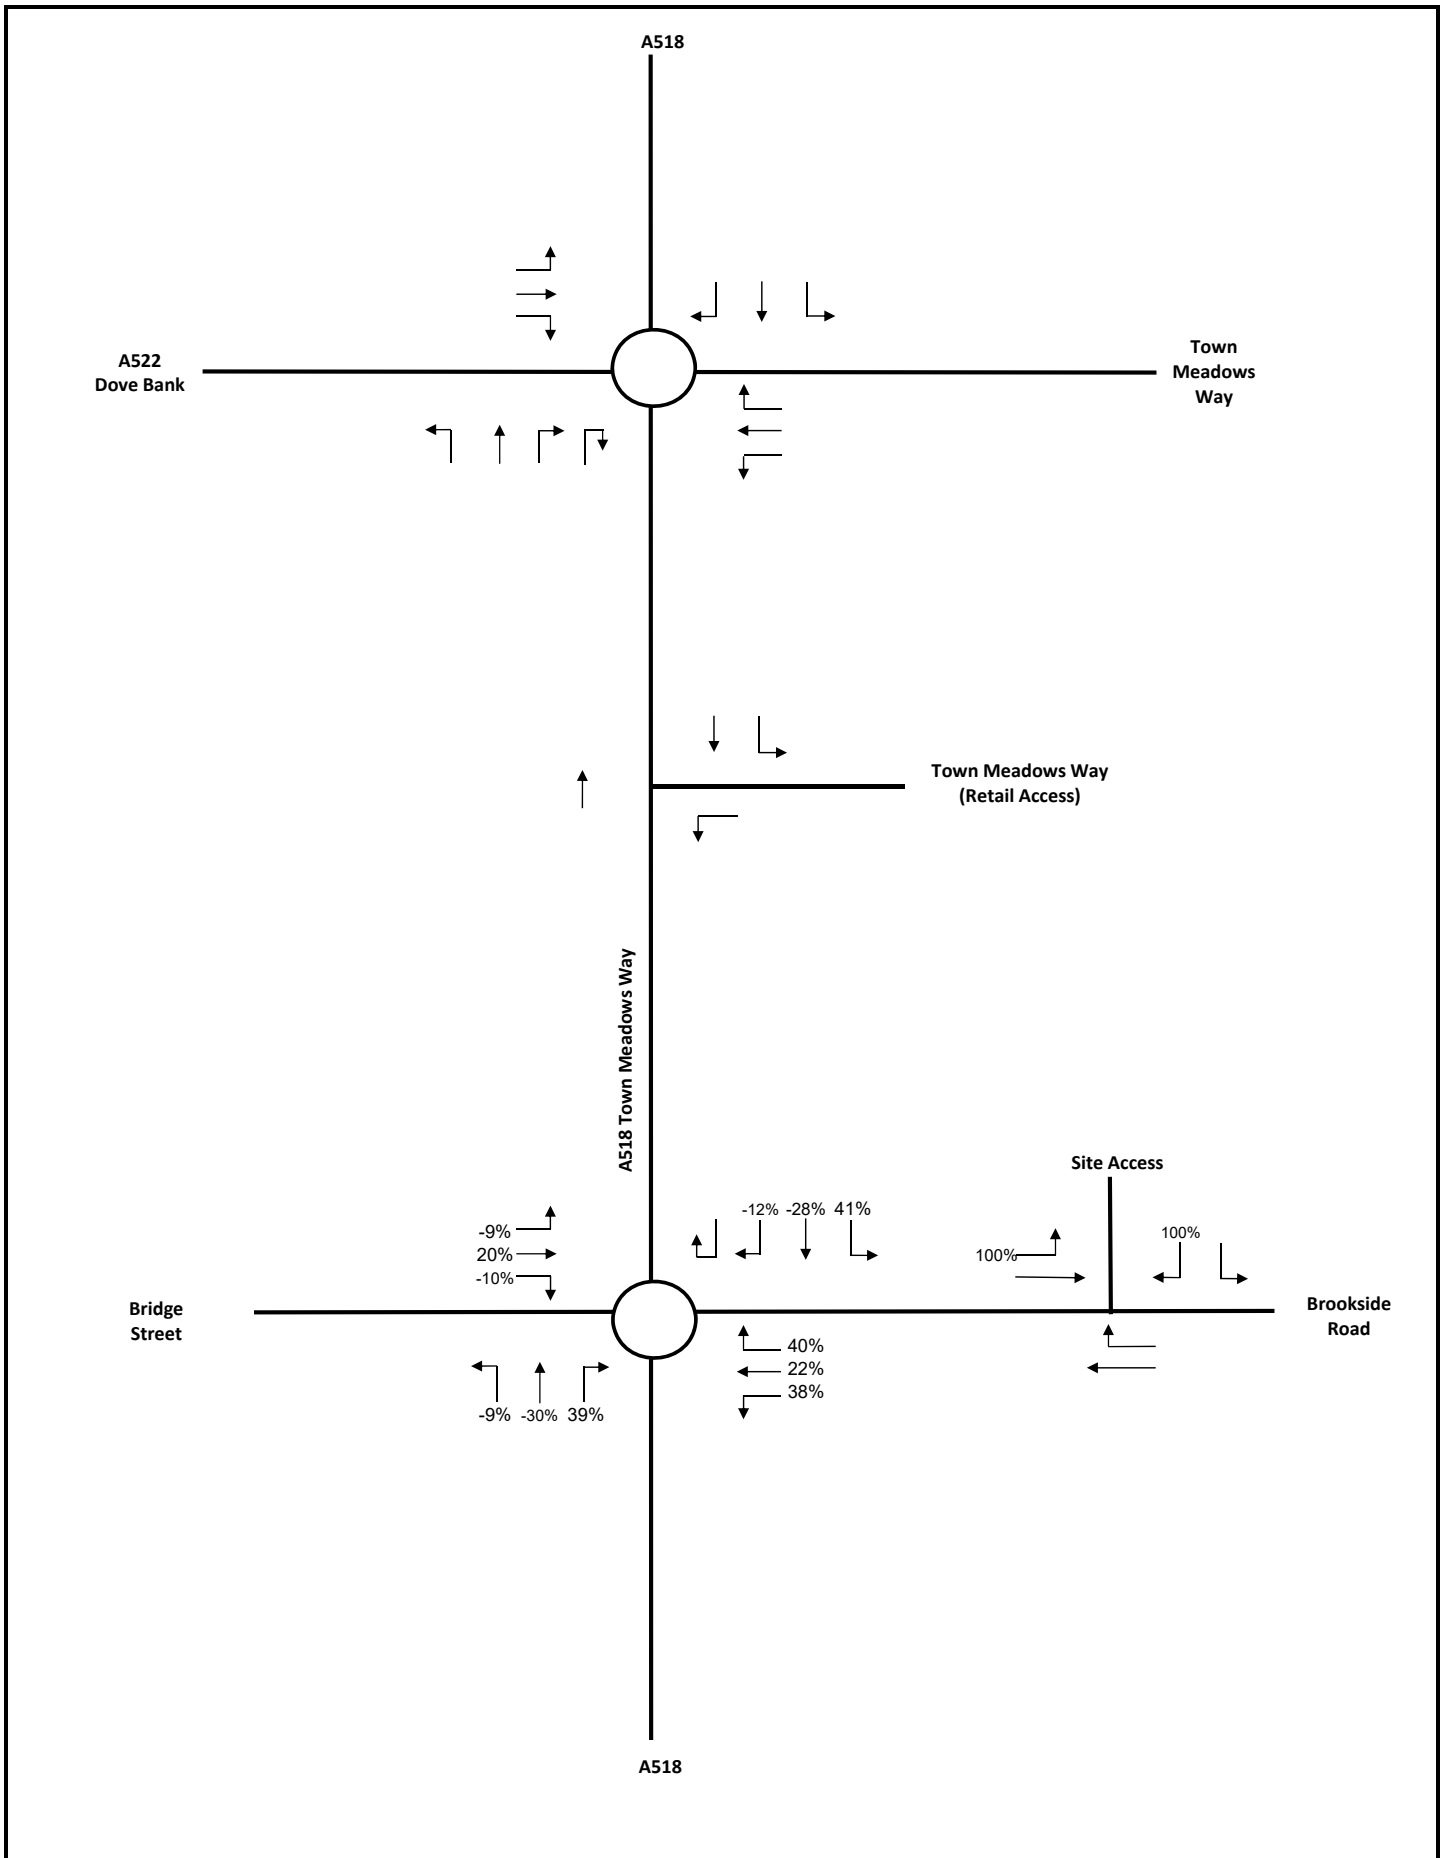 A518
A522
Dove Bank
Town
Meadows
Way
Town Meadows Way
(Retail Access)
A518 Town Meadows Way
Site Access
-9%
20%
-10%
-12% -28% 41%
100%
100%
Bridge
Street
Brookside
Road
40%
22%
38%
-9% -30% 39%
A518